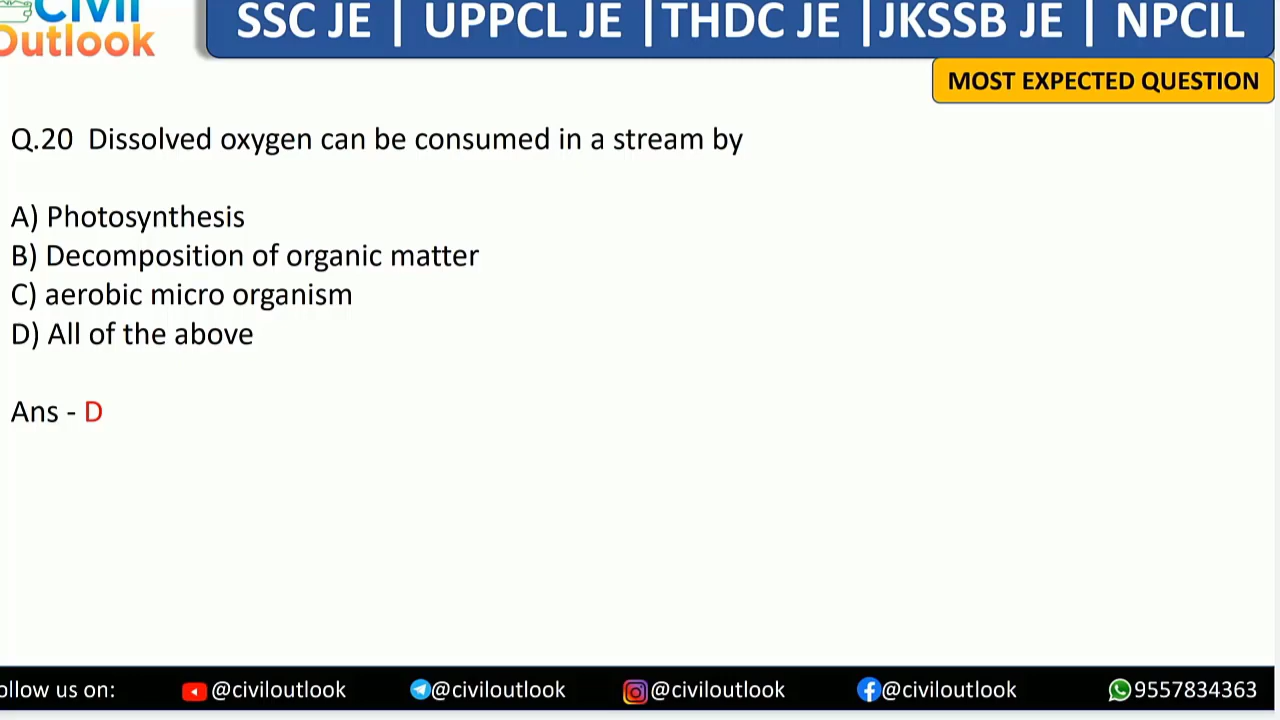 CIVIL
Outlook
SSC JE | UPPCL JE | THDC JE | JKSSB JE | NPCIL
MOST EXPECTED QUESTION
Q.20 Dissolved oxygen can be consumed in a stream by
A) Photosynthesis
B) Decomposition of organic matter
C) aerobic micro organism
D) All of the above
Ans - D
ollow us on: @civiloutlook @civiloutlook @civiloutlook @civiloutlook 9557834363